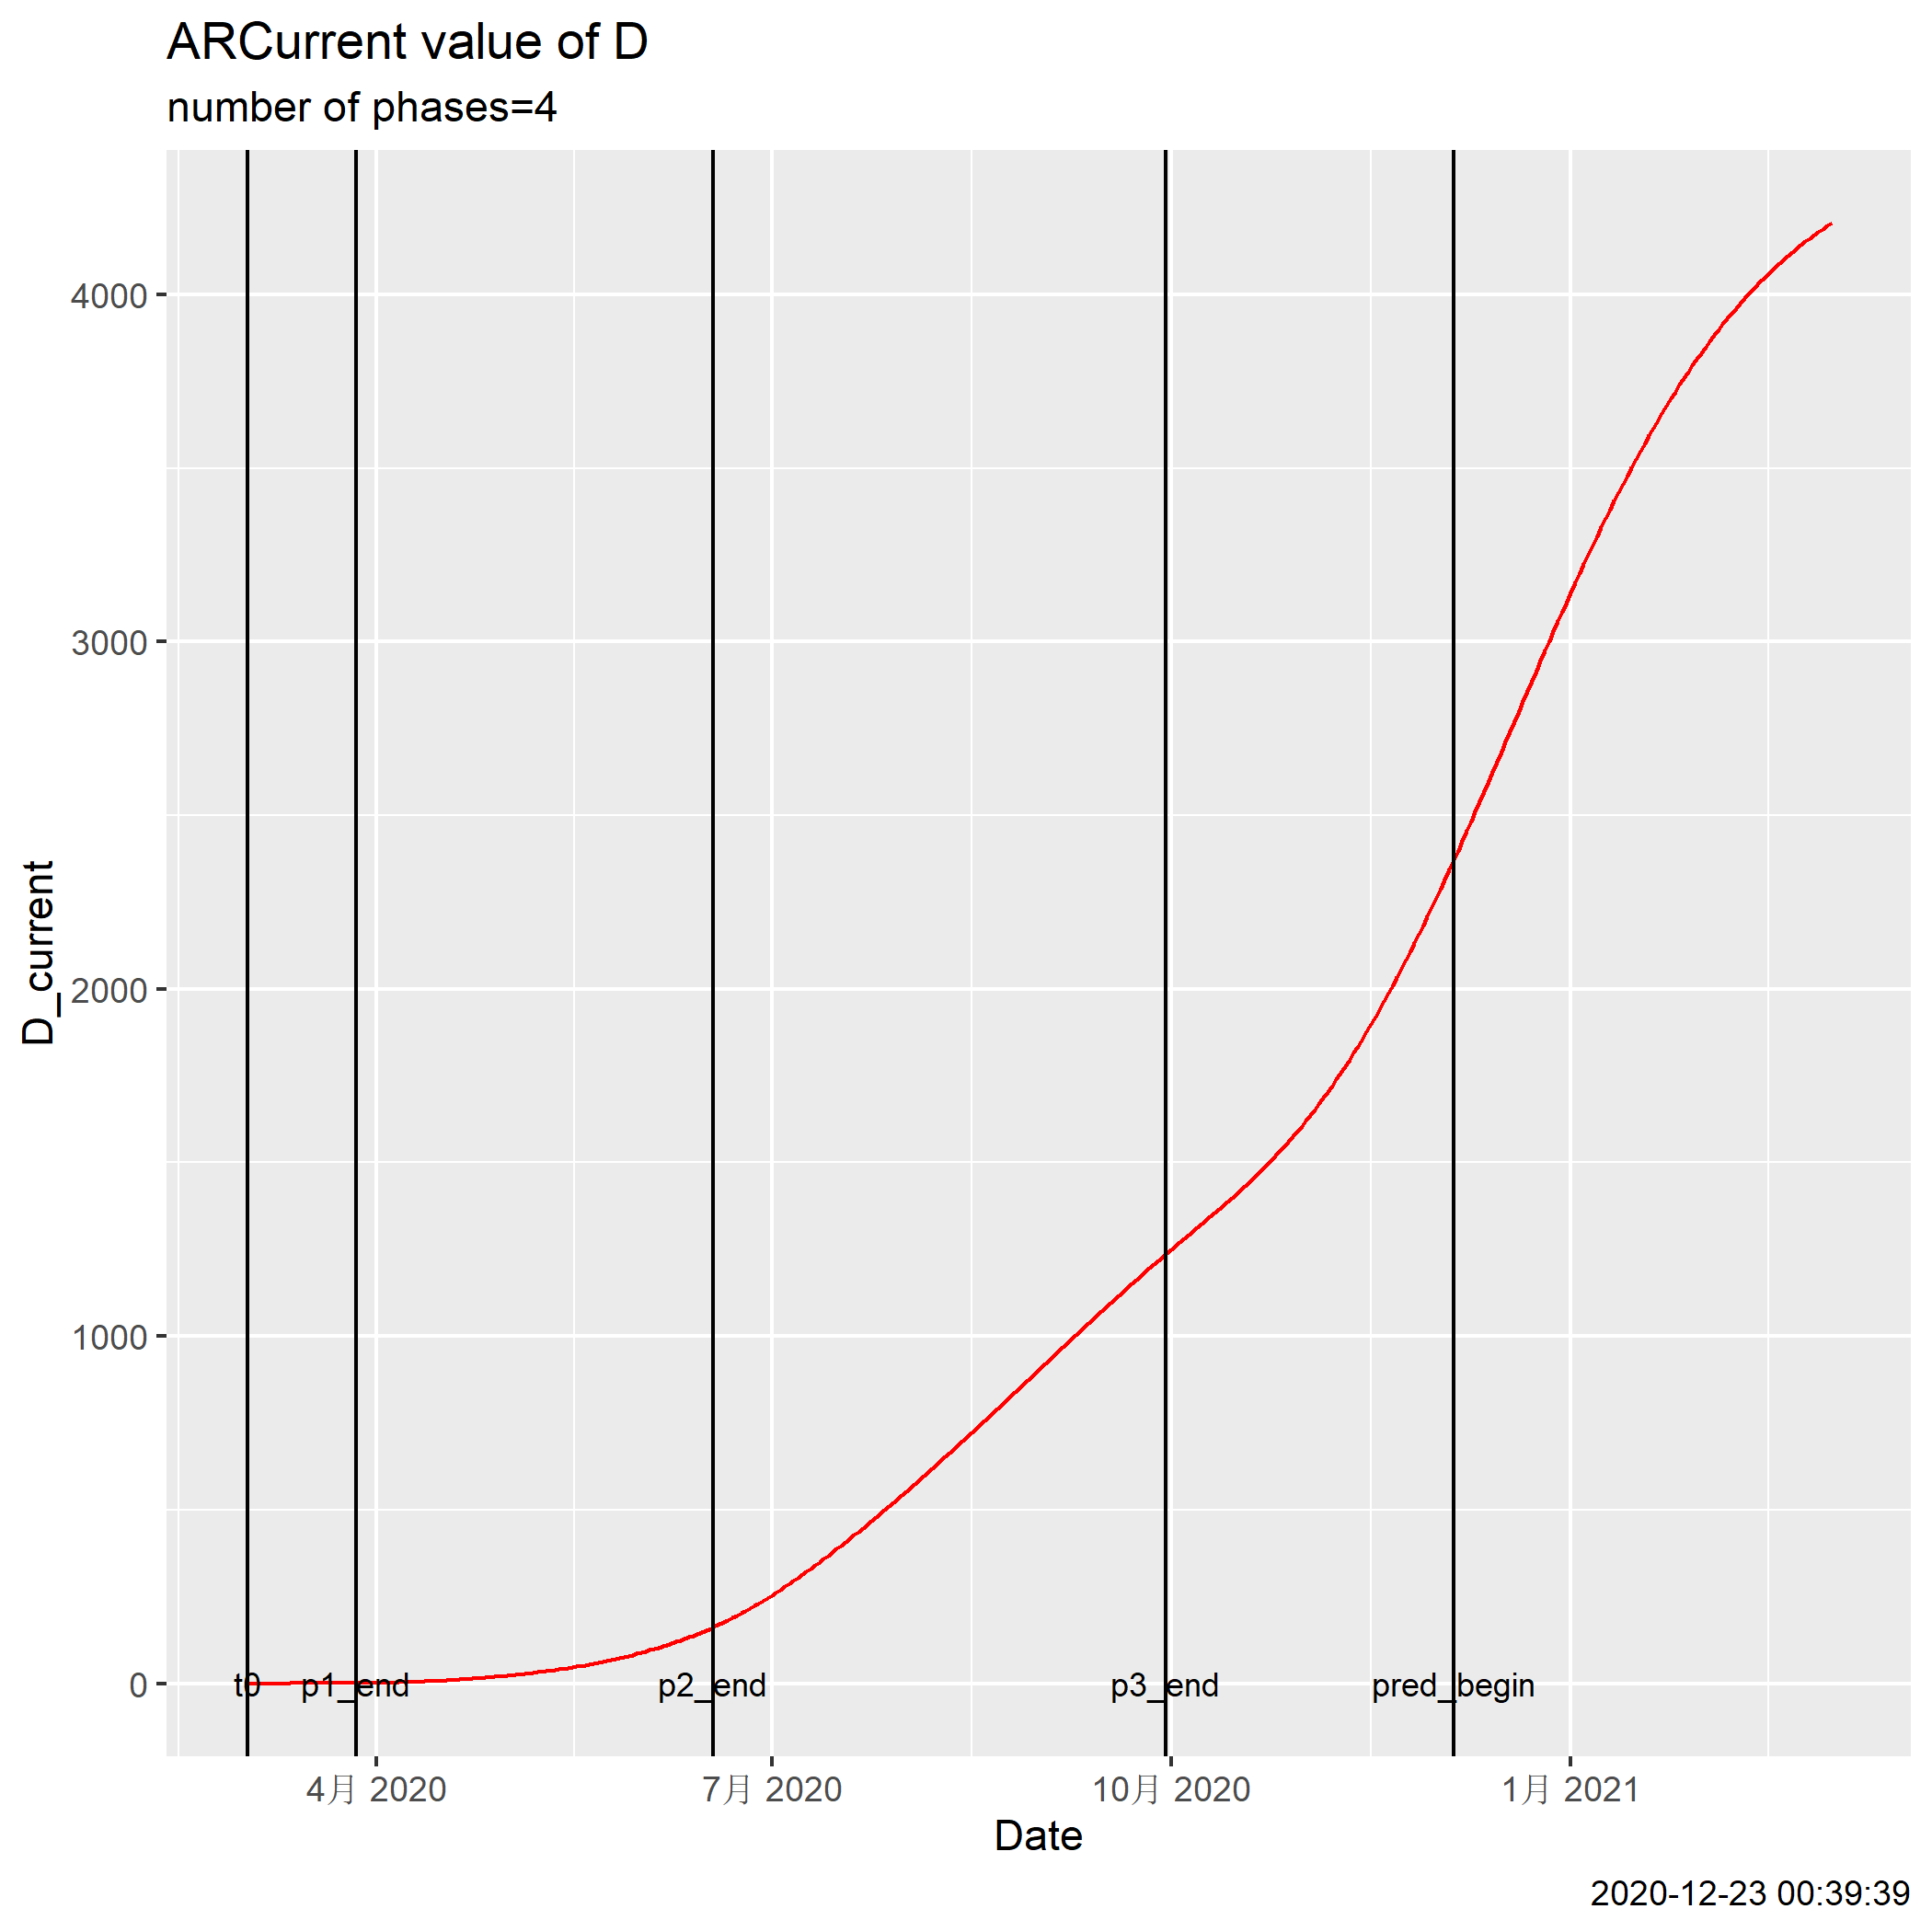 ARCurrent value of D
number of phases=4
D_current
4000
3000
2000
1000
0
t0
p1_end
p2_end
p3_end
pred_begin
4月 2020
7月 2020
10月 2020
1月 2021
Date
2020-12-23 00:39:39